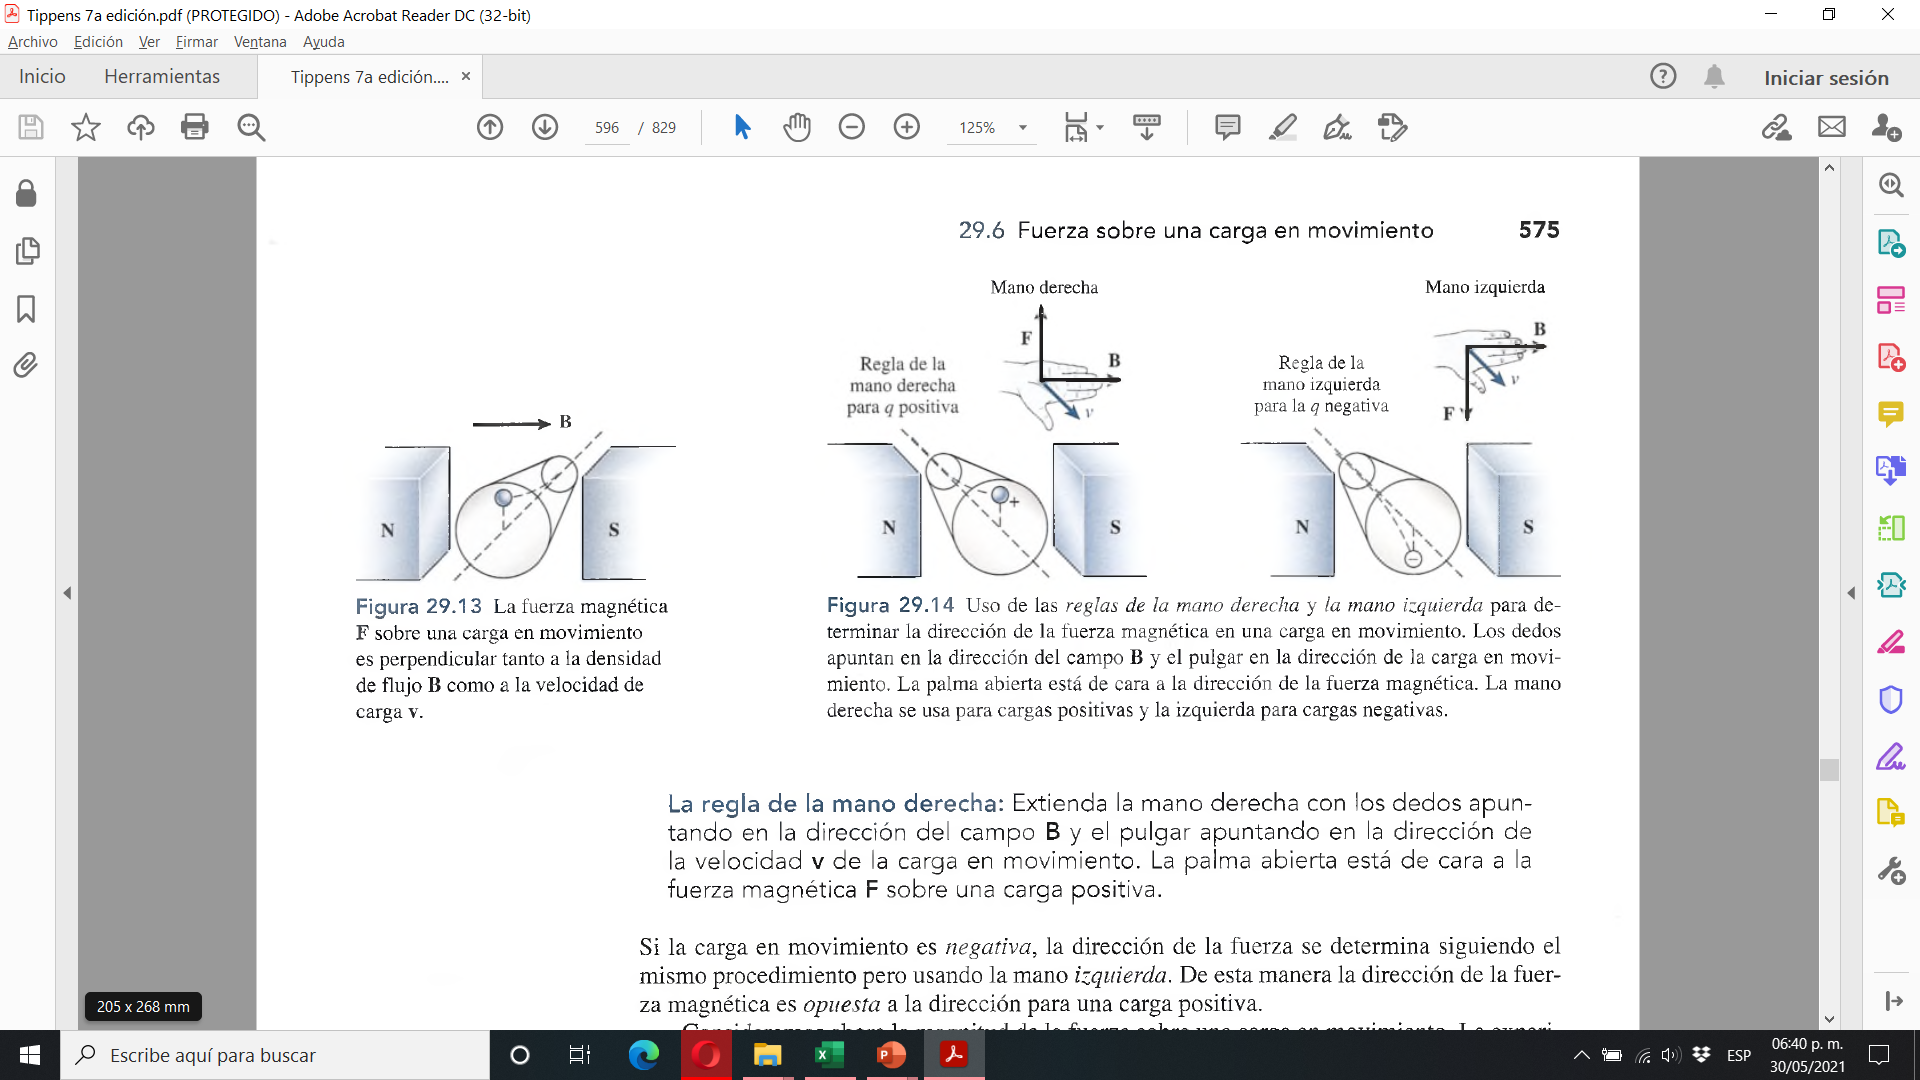 Tippens 7a edición.pdf (PROTEGIDO) - Adobe Acrobat Reader DC (32-bit)
Archivo Edición Ver Firmar Ventana Ayuda
Inicio Herramientas Tippens 7a edición.... × Iniciar sesión
596 / 829 125%
29.6 Fuerza sobre una carga en movimiento 575
Mano derecha
F
B
v
Regla de la
mano derecha
para q positiva
Mano izquierda
B
v
F
Regla de la
mano izquierda
para la q negativa
B
N S
N + S
N − S
Figura 29.13 La fuerza magnética
F sobre una carga en movimiento
es perpendicular tanto a la densidad
de flujo B como a la velocidad de
carga v.
Figura 29.14 Uso de las reglas de la mano derecha y la mano izquierda para de-
terminar la dirección de la fuerza magnética en una carga en movimiento. Los dedos
apuntan en la dirección del campo B y el pulgar en la dirección de la carga en movi-
miento. La palma abierta está de cara a la dirección de la fuerza magnética. La mano
derecha se usa para cargas positivas y la izquierda para cargas negativas.
La regla de la mano derecha: Extienda la mano derecha con los dedos apun-
tando en la dirección del campo B y el pulgar apuntando en la dirección de
la velocidad v de la carga en movimiento. La palma abierta está de cara a la
fuerza magnética F sobre una carga positiva.
Si la carga en movimiento es negativa, la dirección de la fuerza se determina siguiendo el
mismo procedimiento pero usando la mano izquierda. De esta manera la dirección de la fuer-
za magnética es opuesta a la dirección para una carga positiva.
205 x 268 mm
Escribe aquí para buscar
ESP
06:40 p. m.
30/05/2021